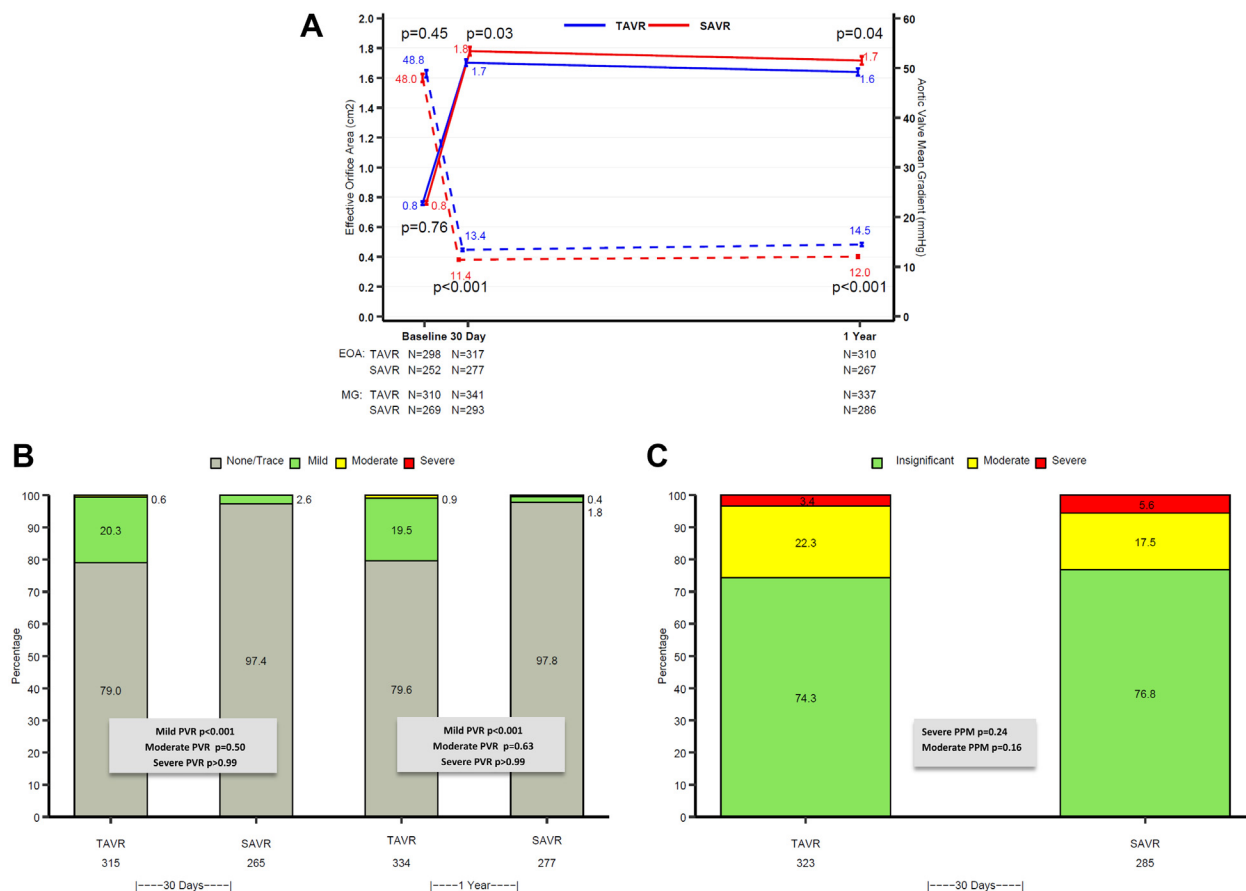 A
TAVR SAVR
p=0.45 p=0.03 p=0.04
Effective Orifice Area (cm2)
2.0
1.8
1.6
1.4
1.2
1.0
0.8
0.6
0.4
0.2
0.0
Aortic Valve Mean Gradient (mmHg)
60
50
40
30
20
10
0
48.8
48.0
1.8
1.7
1.7
1.6
0.8
0.8
p=0.76
13.4
11.4
p<0.001
14.5
12.0
p<0.001
Baseline 30 Day 1 Year
EOA: TAVR N=298 N=317 N=310
SAVR N=252 N=277 N=267
MG: TAVR N=310 N=341 N=337
SAVR N=269 N=293 N=286
B
None/Trace Mild Moderate Severe
Percentage
100
90
80
70
60
50
40
30
20
10
0
0.6
20.3
79.0
2.6
97.4
0.9
19.5
79.6
0.4
1.8
97.8
Mild PVR p<0.001
Moderate PVR p=0.50
Severe PVR p>0.99
Mild PVR p<0.001
Moderate PVR p=0.63
Severe PVR p>0.99
TAVR SAVR TAVR SAVR
315 265 334 277
|----30 Days----| |----1 Year----|
C
Insignificant Moderate Severe
Percentage
100
90
80
70
60
50
40
30
20
10
0
3.4
22.3
74.3
5.6
17.5
76.8
Severe PPM p=0.24
Moderate PPM p=0.16
TAVR SAVR
323 285
|----30 Days----|